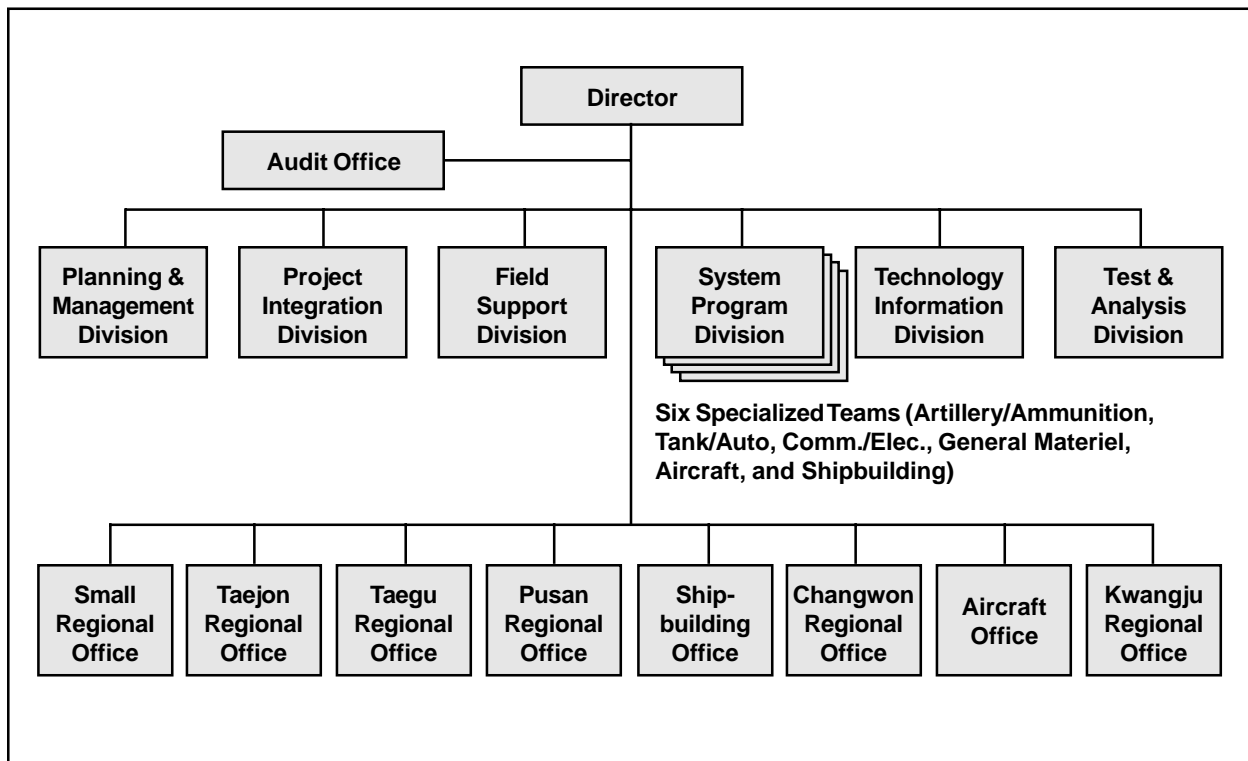 Director
Audit Office
Planning &
Management
Division
Project
Integration
Division
Field
Support
Division
System
Program
Division
Technology
Information
Division
Test &
Analysis
Division
Six Specialized Teams (Artillery/Ammunition,
Tank/Auto, Comm./Elec., General Materiel,
Aircraft, and Shipbuilding)
Small
Regional
Office
Taejon
Regional
Office
Taegu
Regional
Office
Pusan
Regional
Office
Ship-
building
Office
Changwon
Regional
Office
Aircraft
Office
Kwangju
Regional
Office